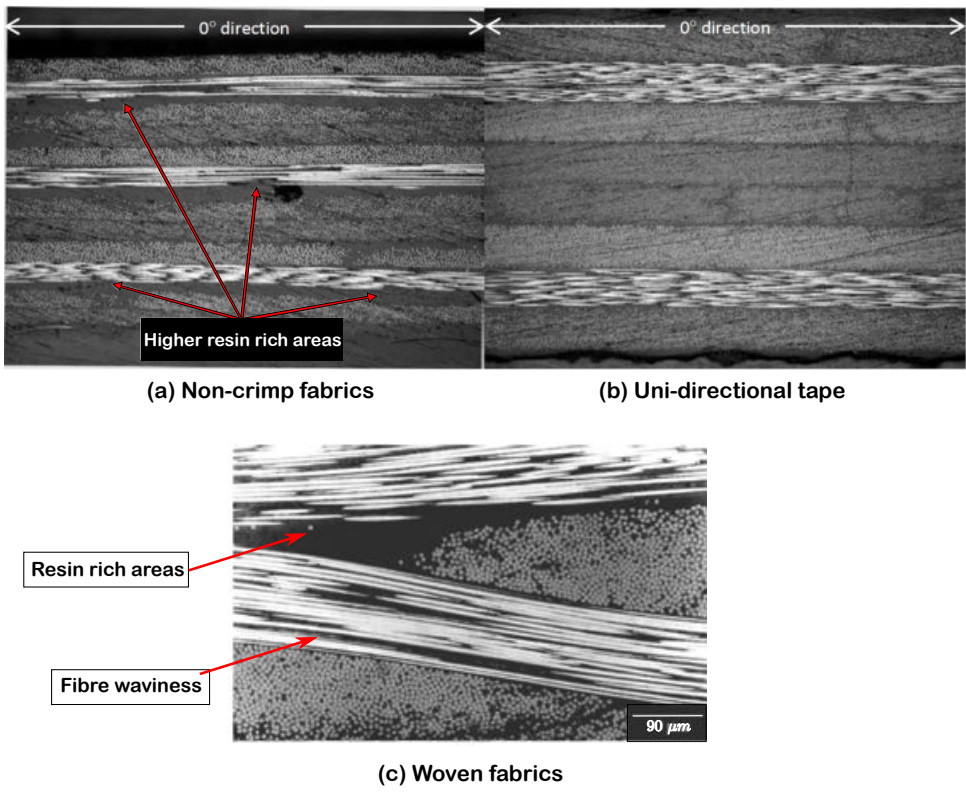 0° direction
0° direction
Higher resin rich areas
(a) Non-crimp fabrics
(b) Uni-directional tape
Resin rich areas
Fibre waviness
90 μm
(c) Woven fabrics